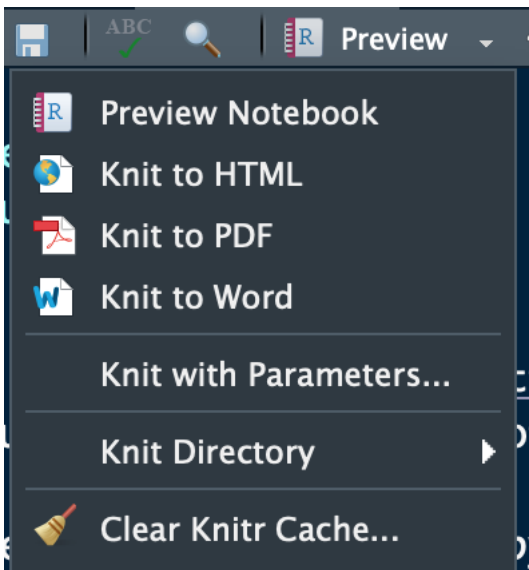 ABC
R Preview
R Preview Notebook
Knit to HTML
Knit to PDF
W Knit to Word
Knit with Parameters...
Knit Directory
Clear Knitr Cache...